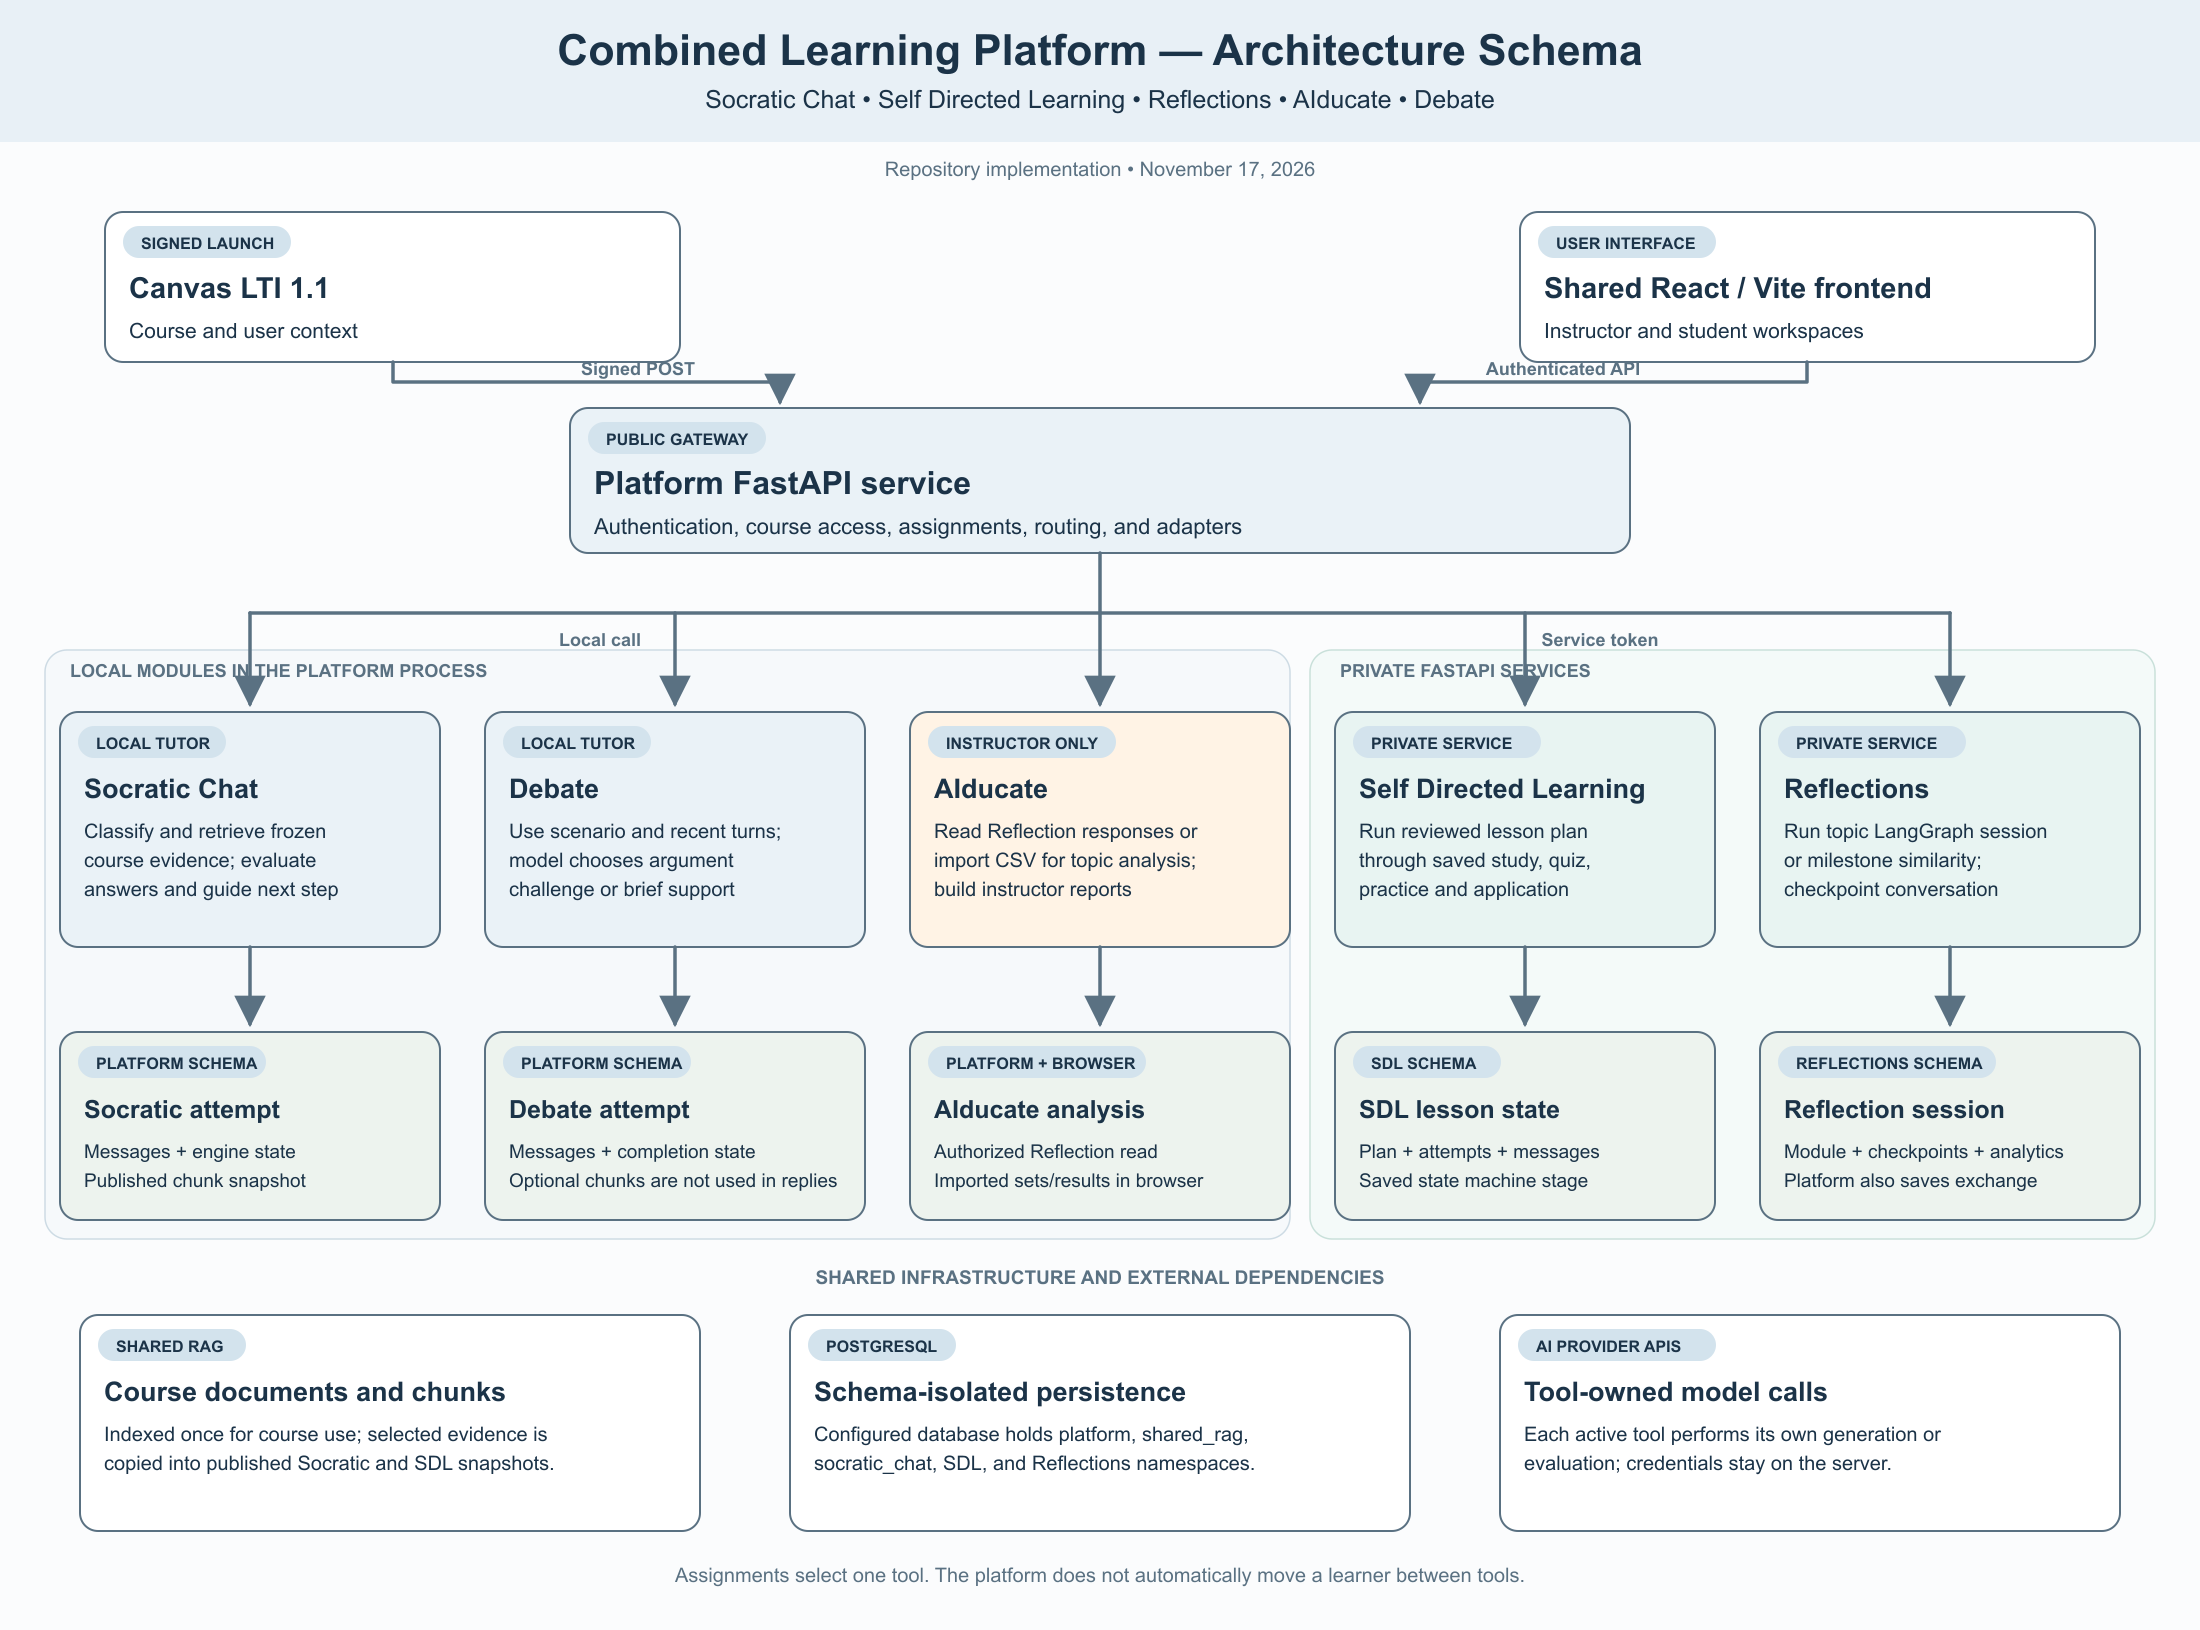 Combined Learning Platform — Architecture Schema
Socratic Chat • Self Directed Learning • Reflections • AIducate • Debate
Repository implementation • November 17, 2026
SIGNED LAUNCH
Canvas LTI 1.1
Course and user context
USER INTERFACE
Shared React / Vite frontend
Instructor and student workspaces
Signed POST
Authenticated API
PUBLIC GATEWAY
Platform FastAPI service
Authentication, course access, assignments, routing, and adapters
Local call
Service token
LOCAL MODULES IN THE PLATFORM PROCESS
PRIVATE FASTAPI SERVICES
LOCAL TUTOR
Socratic Chat
Classify and retrieve frozen
course evidence; evaluate
answers and guide next step
LOCAL TUTOR
Debate
Use scenario and recent turns;
model chooses argument
challenge or brief support
INSTRUCTOR ONLY
AIducate
Read Reflection responses or
import CSV for topic analysis;
build instructor reports
PRIVATE SERVICE
Self Directed Learning
Run reviewed lesson plan
through saved study, quiz,
practice and application
PRIVATE SERVICE
Reflections
Run topic LangGraph session
or milestone similarity;
checkpoint conversation
PLATFORM SCHEMA
Socratic attempt
Messages + engine state
Published chunk snapshot
PLATFORM SCHEMA
Debate attempt
Messages + completion state
Optional chunks are not used in replies
PLATFORM + BROWSER
AIducate analysis
Authorized Reflection read
Imported sets/results in browser
SDL SCHEMA
SDL lesson state
Plan + attempts + messages
Saved state machine stage
REFLECTIONS SCHEMA
Reflection session
Module + checkpoints + analytics
Platform also saves exchange
SHARED INFRASTRUCTURE AND EXTERNAL DEPENDENCIES
SHARED RAG
Course documents and chunks
Indexed once for course use; selected evidence is
copied into published Socratic and SDL snapshots.
POSTGRESQL
Schema-isolated persistence
Configured database holds platform, shared_rag,
socratic_chat, SDL, and Reflections namespaces.
AI PROVIDER APIS
Tool-owned model calls
Each active tool performs its own generation or
evaluation; credentials stay on the server.
Assignments select one tool. The platform does not automatically move a learner between tools.